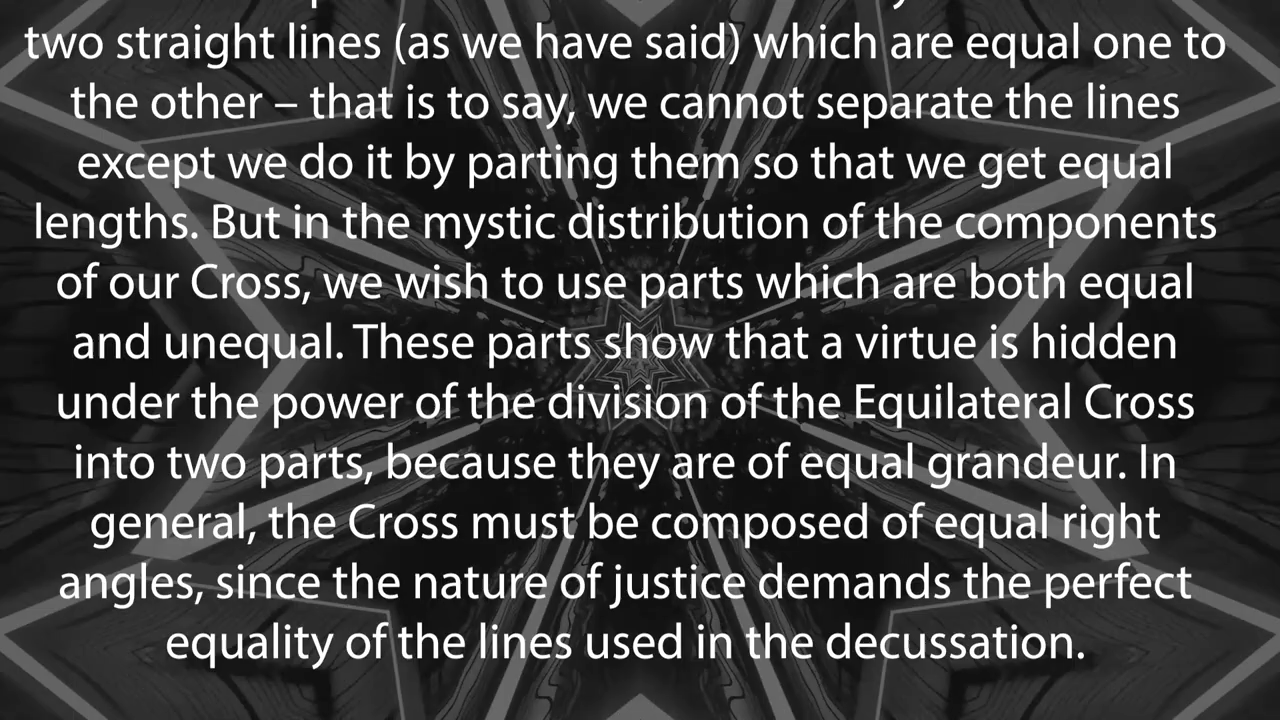 two straight lines (as we have said) which are equal one to
the other – that is to say, we cannot separate the lines
except we do it by parting them so that we get equal
lengths. But in the mystic distribution of the components
of our Cross, we wish to use parts which are both equal
and unequal. These parts show that a virtue is hidden
under the power of the division of the Equilateral Cross
into two parts, because they are of equal grandeur. In
general, the Cross must be composed of equal right
angles, since the nature of justice demands the perfect
equality of the lines used in the decussation.